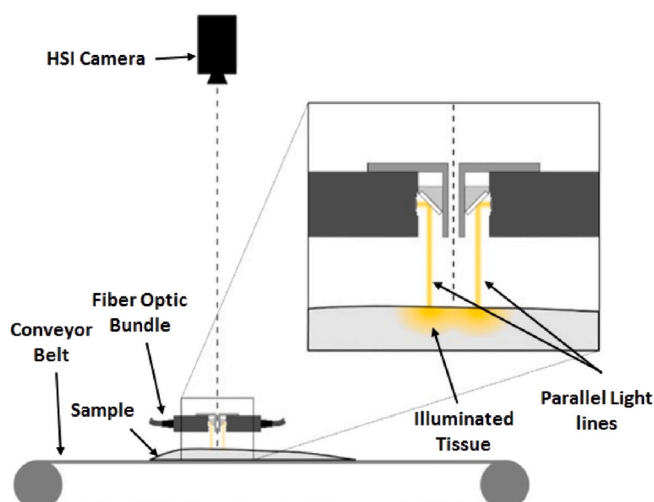 HSI Camera
Fiber Optic
Bundle
Conveyor
Belt
Sample
Illuminated
Tissue
Parallel Light
lines